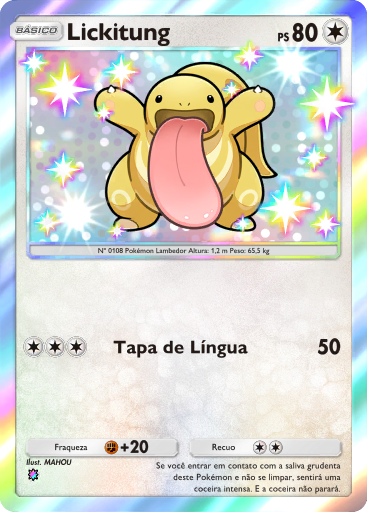 BÁSICO Lickitung PS 80
Nº 0108 Pokémon Lambedor Altura: 1,2 m Peso: 65,5 kg
Tapa de Língua 50
Fraqueza +20 Recuo
Ilust. MAHOU
Se você entrar em contato com a saliva grudenta
deste Pokémon e não se limpar, sentirá uma
coceira intensa. E a coceira não parará.